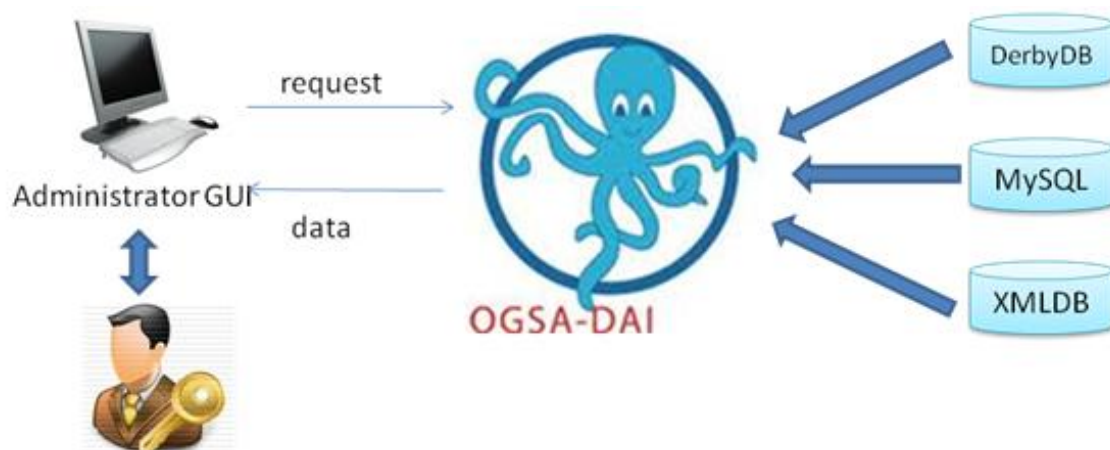 request
Administrator GUI
data
OGSA-DAI
DerbyDB
MySQL
XMLDB